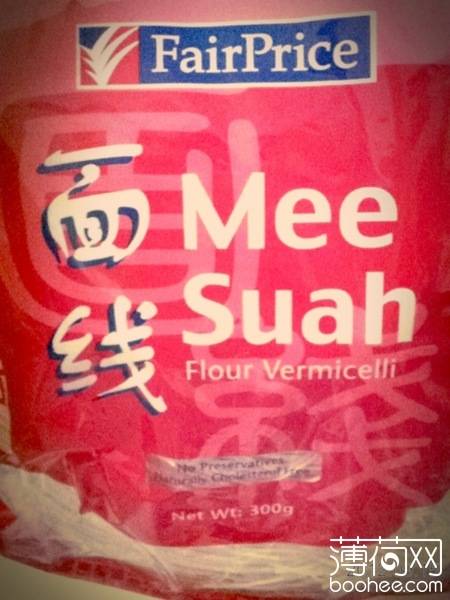 FairPrice
面线
Mee
Suah
Flour Vermicelli
No Preservatives
Naturally Cholesterol Free
Net Wt: 300g
薄荷网
boohee.com